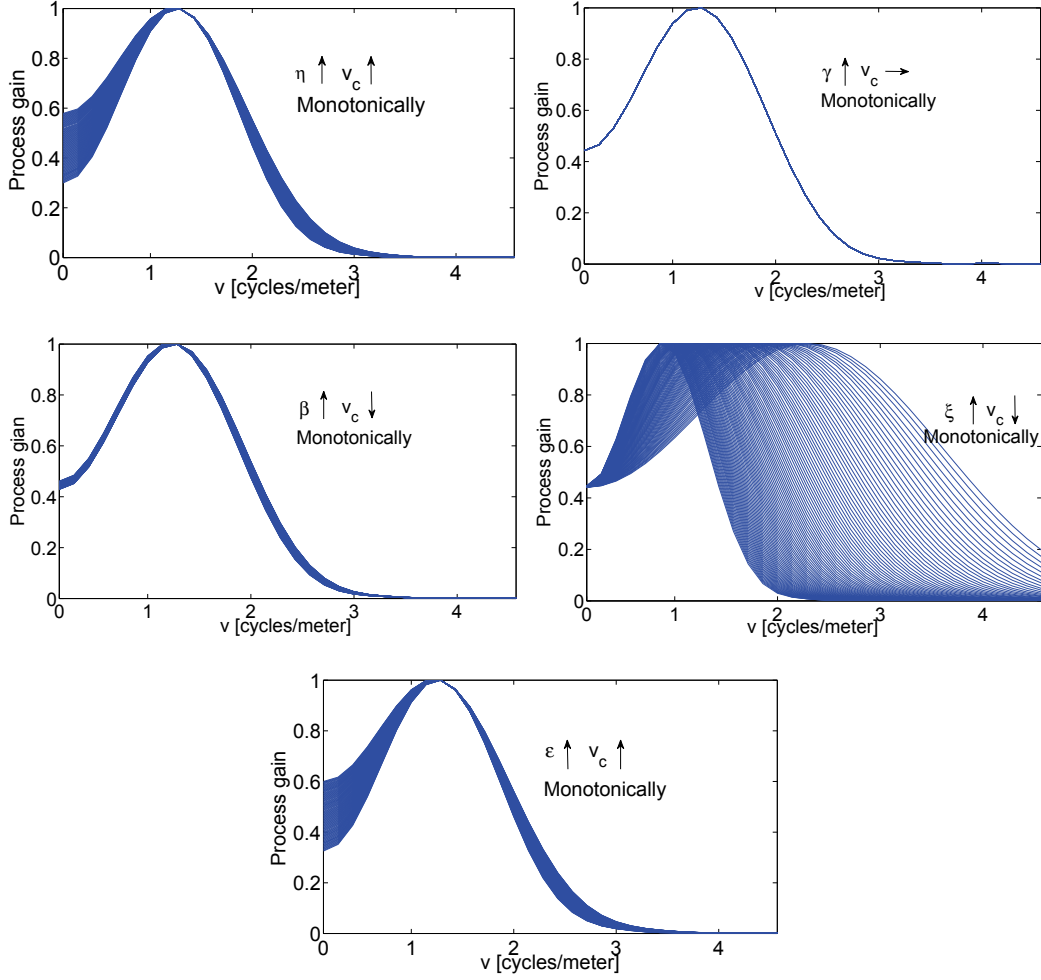 1
0.8
0.6
0.4
0.2
0
0 1 2 3 4
Process gain
v [cycles/meter]
η ↑ v_c ↑
Monotonically
1
0.8
0.6
0.4
0.2
0
0 1 2 3 4
Process gain
v [cycles/meter]
γ ↑ v_c →
Monotonically
1
0.8
0.6
0.4
0.2
0
0 1 2 3 4
Process gian
v [cycles/meter]
β ↑ v_c ↓
Monotonically
1
0.8
0.6
0.4
0.2
0
0 1 2 3 4
Process gain
v [cycles/meter]
ξ ↑ v_c ↓
Monotonically
1
0.8
0.6
0.4
0.2
0
0 1 2 3 4
Process gain
v [cycles/meter]
ε ↑ v_c ↑
Monotonically